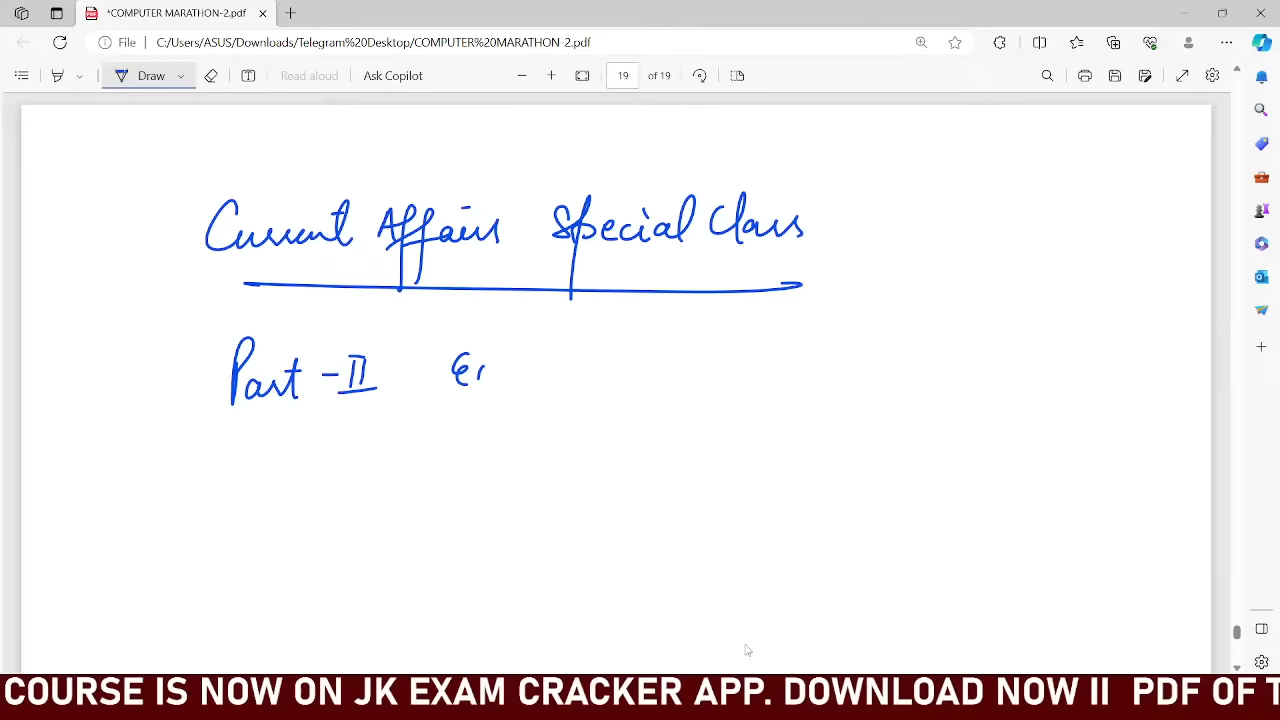 *COMPUTER MARATHON-2.pdf
File C:/Users/ASUS/Downloads/Telegram%20Desktop/COMPUTER%20MARATHON-2.pdf
Draw Read aloud Ask Copilot 19 of 19
Current Affairs Special Class
Part -II
COURSE IS NOW ON JK EXAM CRACKER APP. DOWNLOAD NOW II PDF OF T